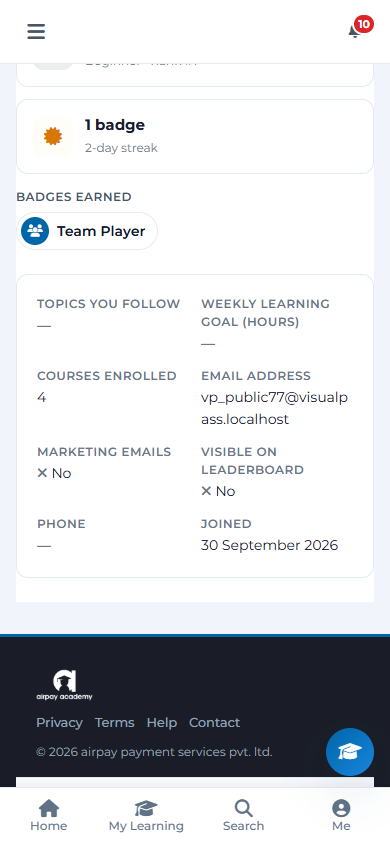 10
1 badge
2-day streak
BADGES EARNED
Team Player
TOPICS YOU FOLLOW
—
WEEKLY LEARNING
GOAL (HOURS)
—
COURSES ENROLLED
4
EMAIL ADDRESS
vp_public77@visualp
ass.localhost
MARKETING EMAILS
✕ No
VISIBLE ON
LEADERBOARD
✕ No
PHONE
—
JOINED
30 September 2026
airpay academy
Privacy Terms Help Contact
© 2026 airpay payment services pvt. ltd.
Home My Learning Search Me